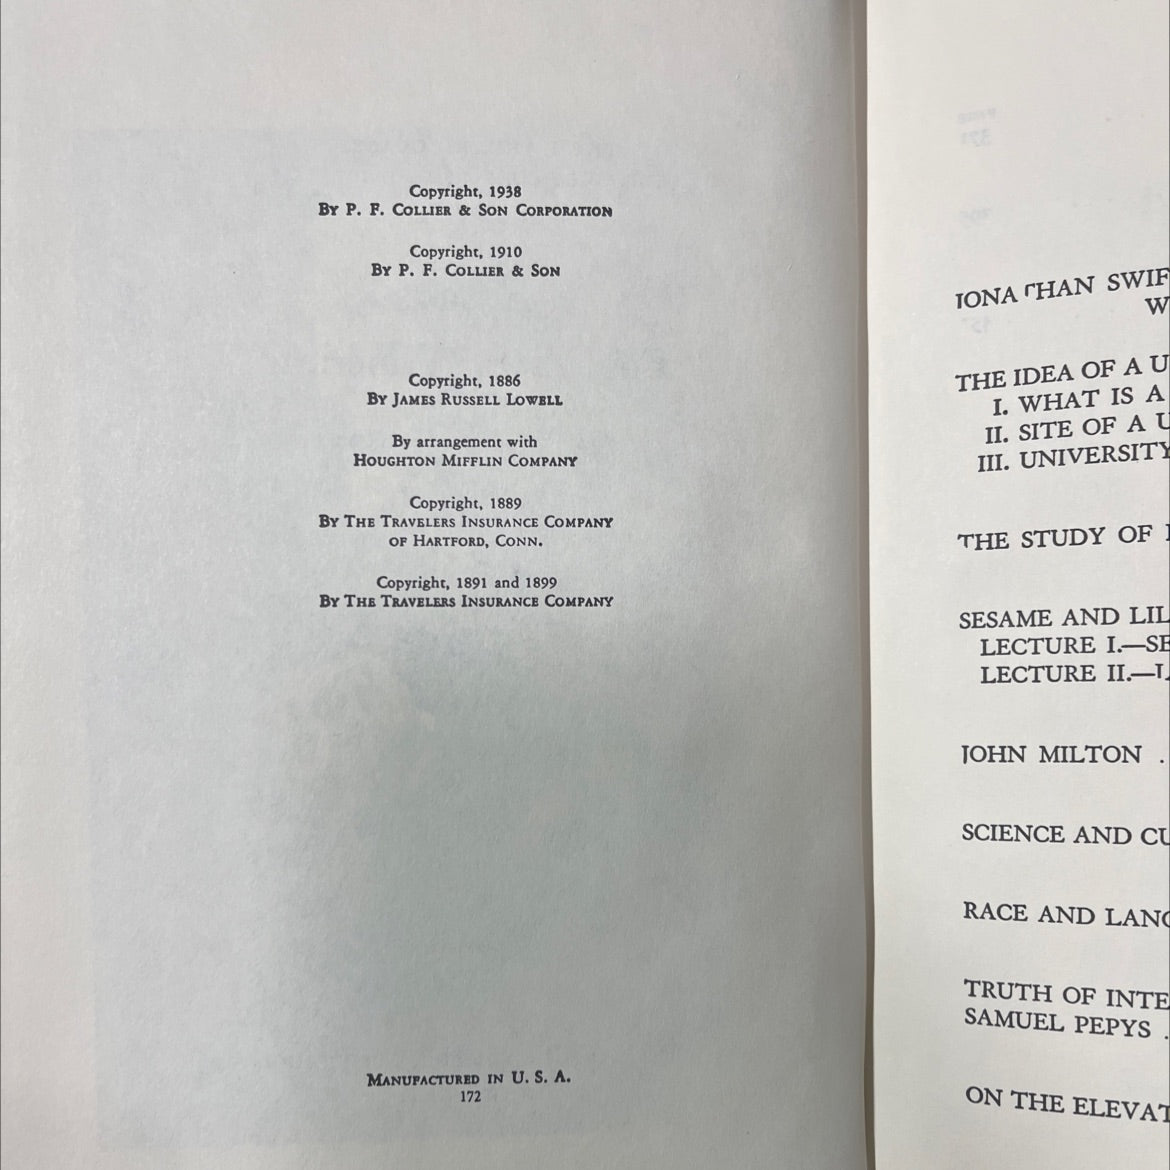 Copyright, 1938
BY P. F. COLLIER & SON CORPORATION
Copyright, 1910
BY P. F. COLLIER & SON
Copyright, 1886
BY JAMES RUSSELL LOWELL
By arrangement with
HOUGHTON MIFFLIN COMPANY
Copyright, 1889
BY THE TRAVELERS INSURANCE COMPANY
OF HARTFORD, CONN.
Copyright, 1891 and 1899
BY THE TRAVELERS INSURANCE COMPANY
MANUFACTURED IN U. S. A.
172
JONATHAN SWIF
W
THE IDEA OF A U
I. WHAT IS A
II. SITE OF A U
III. UNIVERSITY
THE STUDY OF
SESAME AND LIL
LECTURE I.—SE
LECTURE II.—L
JOHN MILTON .
SCIENCE AND CU
RACE AND LANG
TRUTH OF INTE
SAMUEL PEPYS .
ON THE ELEVAT